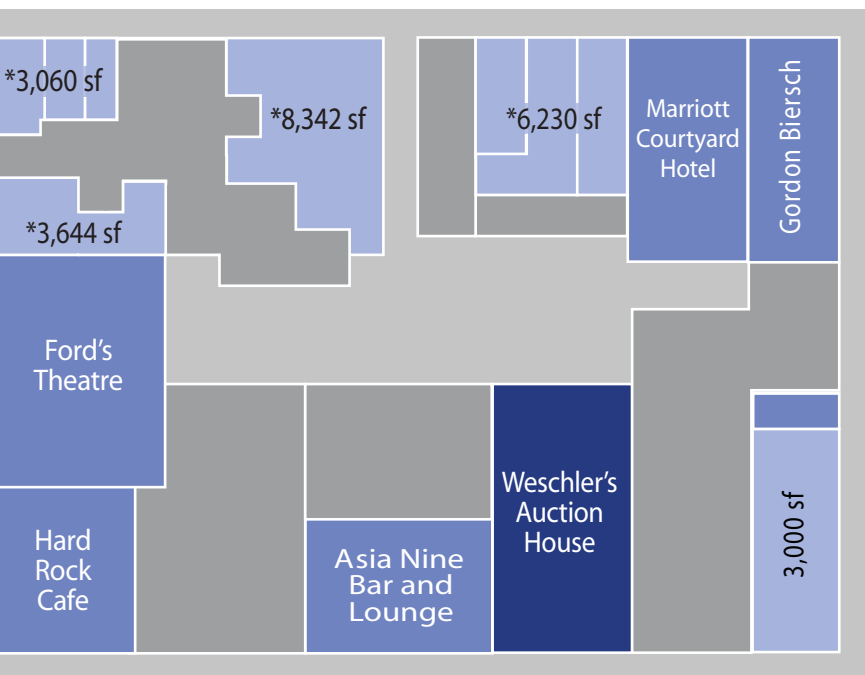 *3,060 sf
*8,342 sf
*6,230 sf
Marriott
Courtyard
Hotel
Gordon Biersch
*3,644 sf
Ford’s
Theatre
Hard
Rock
Cafe
Asia Nine
Bar and
Lounge
Weschler’s
Auction
House
3,000 sf